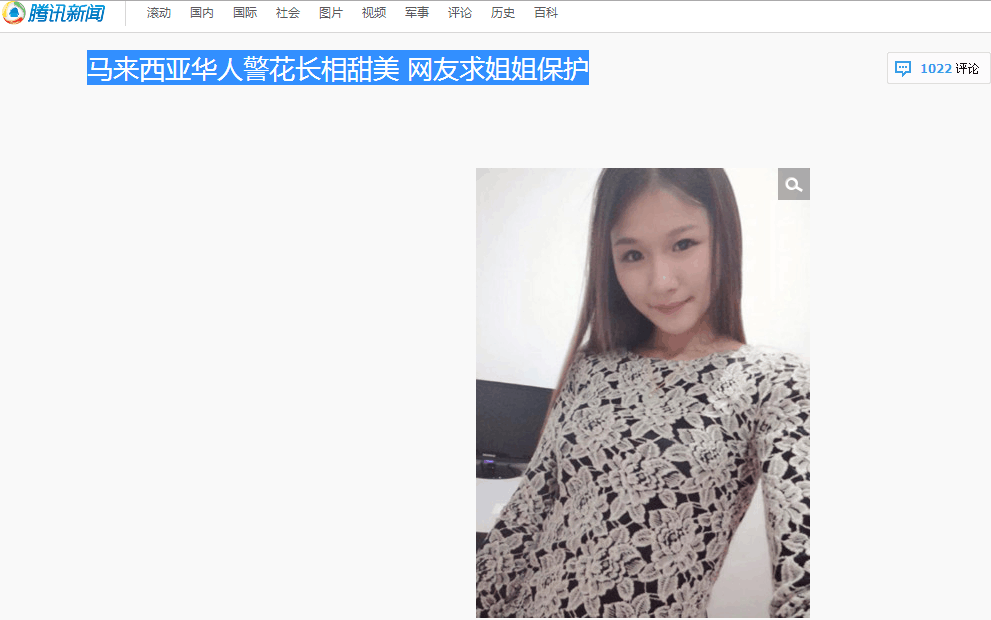 腾讯新闻 滚动 国内 国际 社会 图片 视频 军事 评论 历史 百科
马来西亚华人警花长相甜美 网友求姐姐保护
1022 评论